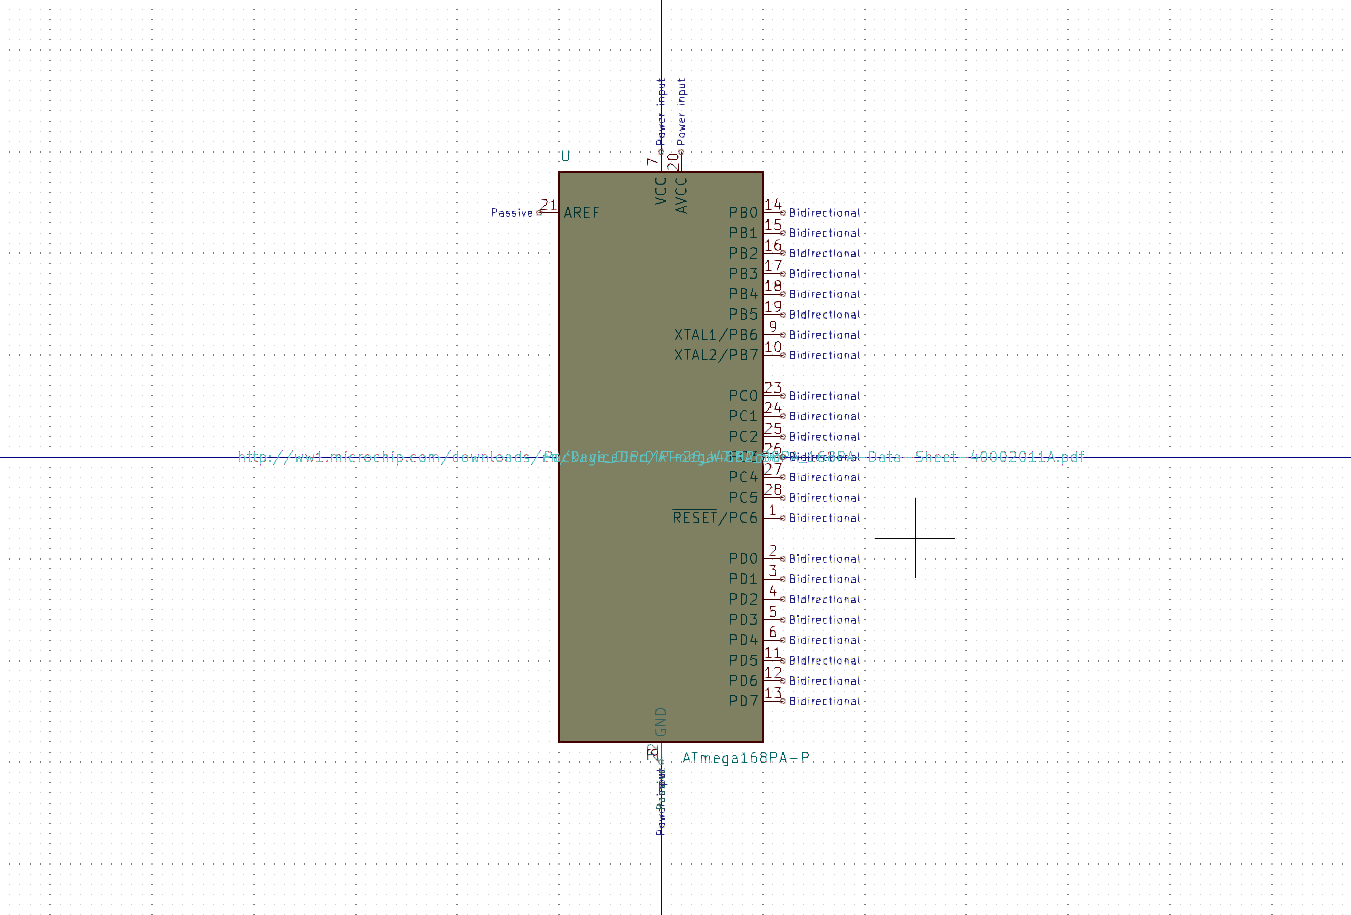 Power input
Power input
U
7
20
VCC
AVCC
Passive 21 AREF
PB0 14 Bidirectional
PB1 15 Bidirectional
PB2 16 Bidirectional
PB3 17 Bidirectional
PB4 18 Bidirectional
PB5 19 Bidirectional
XTAL1/PB6 9 Bidirectional
XTAL2/PB7 10 Bidirectional
PC0 23 Bidirectional
PC1 24 Bidirectional
PC2 25 Bidirectional
26
http://ww1.microchip.com/downloads/ Data Sheet 40002011A.pdf
PC4 27 Bidirectional
PC5 28 Bidirectional
RESET/PC6 1 Bidirectional
PD0 2 Bidirectional
PD1 3 Bidirectional
PD2 4 Bidirectional
PD3 5 Bidirectional
PD4 6 Bidirectional
PD5 11 Bidirectional
PD6 12 Bidirectional
PD7 13 Bidirectional
GND
ATmega168PA-P